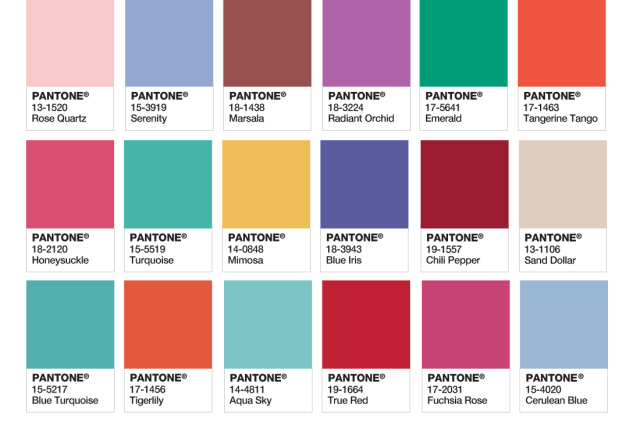 PANTONE®
13-1520
Rose Quartz
PANTONE®
15-3919
Serenity
PANTONE®
18-1438
Marsala
PANTONE®
18-3224
Radiant Orchid
PANTONE®
17-5641
Emerald
PANTONE®
17-1463
Tangerine Tango
PANTONE®
18-2120
Honeysuckle
PANTONE®
15-5519
Turquoise
PANTONE®
14-0848
Mimosa
PANTONE®
18-3943
Blue Iris
PANTONE®
19-1557
Chili Pepper
PANTONE®
13-1106
Sand Dollar
PANTONE®
15-5217
Blue Turquoise
PANTONE®
17-1456
Tigerlily
PANTONE®
14-4811
Aqua Sky
PANTONE®
19-1664
True Red
PANTONE®
17-2031
Fuchsia Rose
PANTONE®
15-4020
Cerulean Blue